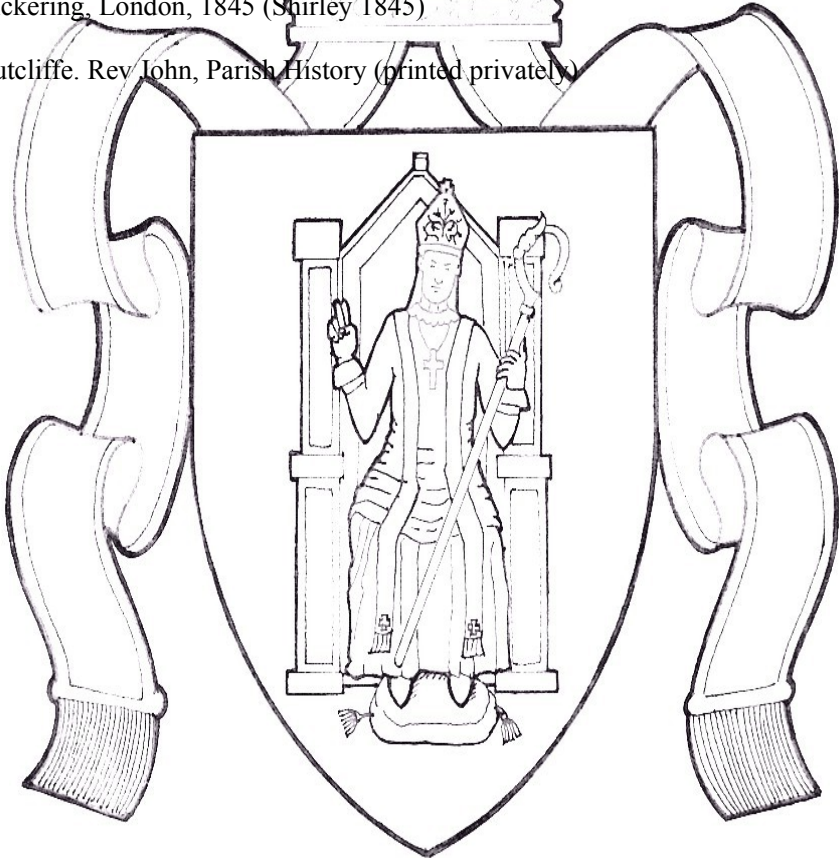 ckering, London, 1845 (Shirley 1845)
utcliffe. Rev John, Parish History (printed privately)